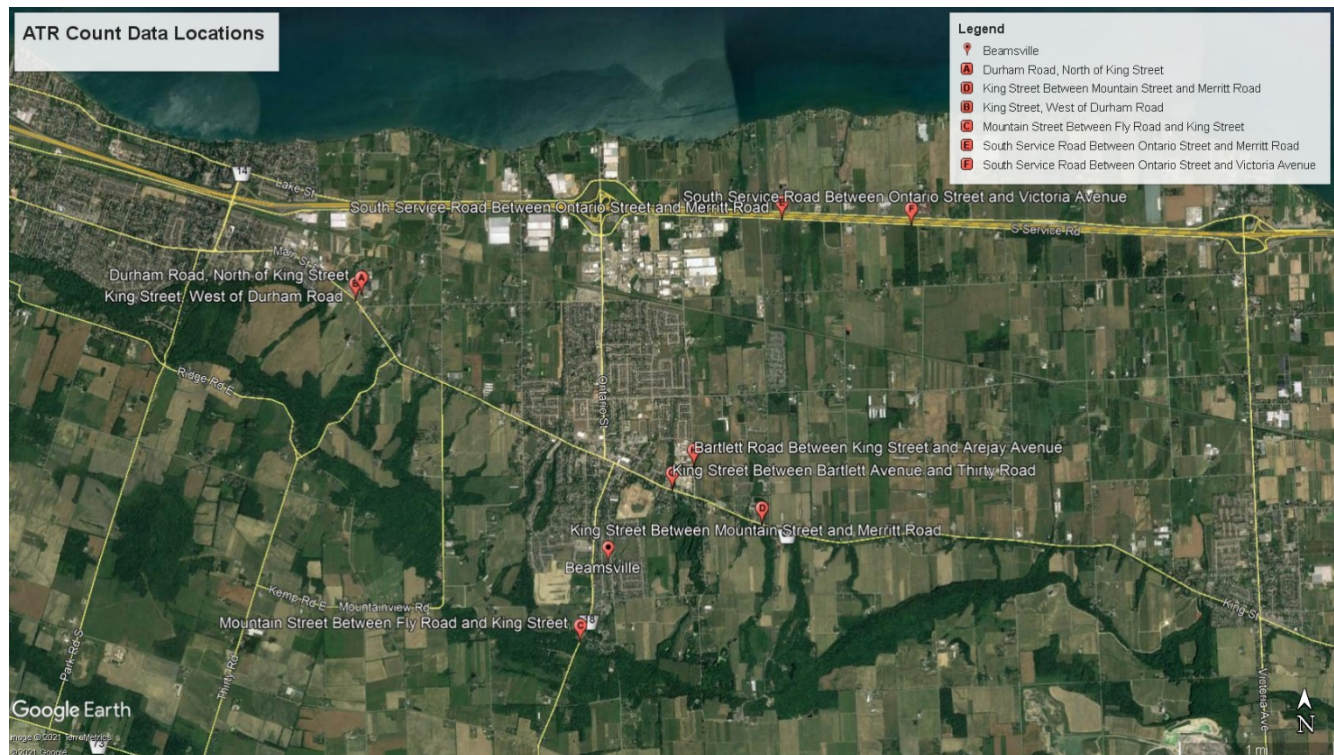 ATR Count Data Locations
Legend
Beamsville
A Durham Road, North of King Street
D King Street Between Mountain Street and Merritt Road
B King Street, West of Durham Road
C Mountain Street Between Fly Road and King Street
E South Service Road Between Ontario Street and Merritt Road
F South Service Road Between Ontario Street and Victoria Avenue
14
Lake St
South Service Road Between Ontario Street and Victoria Avenue
South Service Road Between Ontario Street and Merritt Road
F
S Service Rd
Durham Road, North of King Street
A
King Street, West of Durham Road
B
Ridge Rd E
Ontario S
Bartlett Road Between King Street and Arejay Avenue
King Street Between Bartlett Avenue and Thirty Road
D
King Street Between Mountain Street and Merritt Road
Beamsville
Kemp Rd E
Mountainview Rd
King St
Mountain Street Between Fly Road and King Street
C
Park Rd S
Thirty Rd
Victoria Ave
Google Earth
Image © 2021 TerraMetrics
©2021 Google
73
N
1 mi